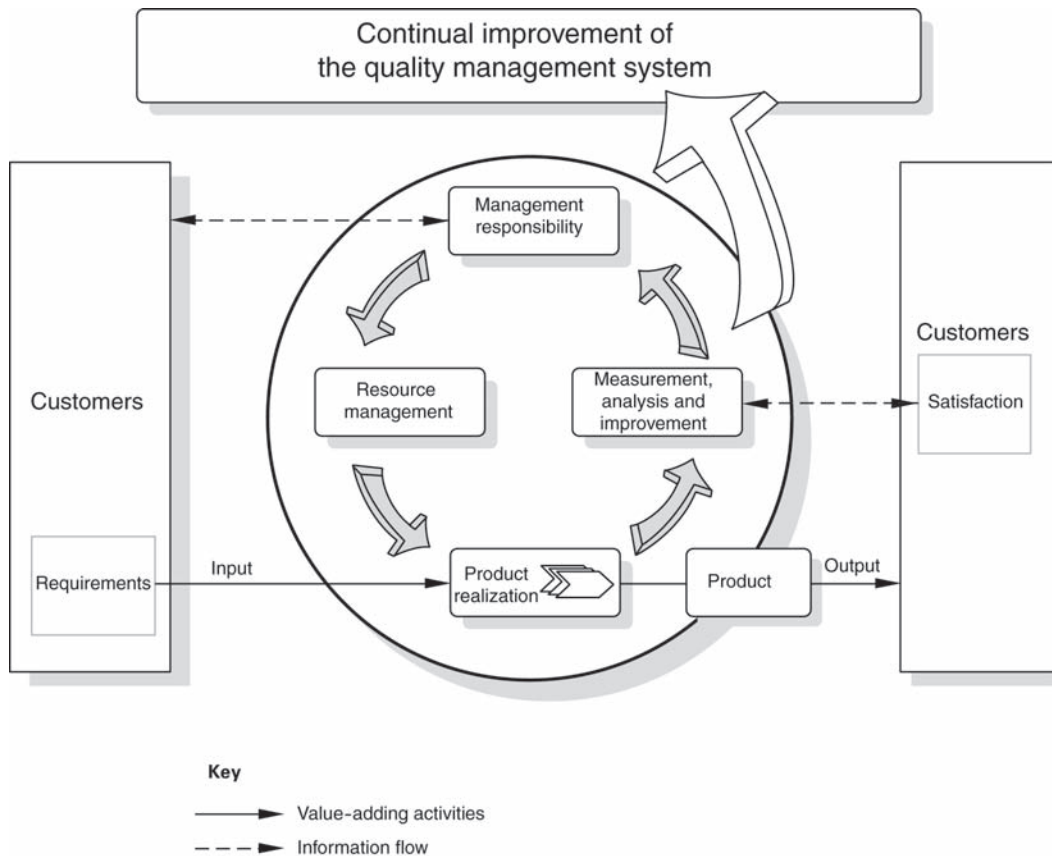 Continual improvement of
the quality management system
Management
responsibility
Customers
Resource
management
Measurement,
analysis and
improvement
Customers
Satisfaction
Requirements
Input
Product
realization
Product
Output
Key
Value-adding activities
Information flow